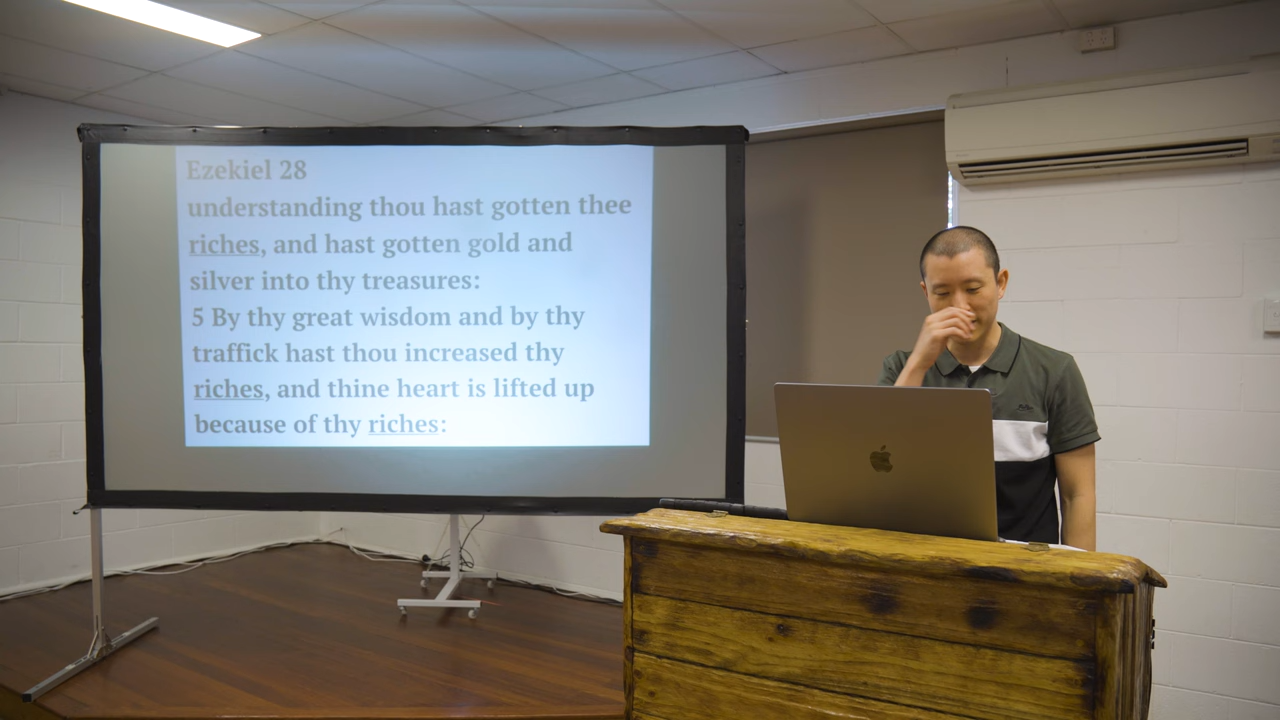 Ezekiel 28
understanding thou hast gotten thee
riches, and hast gotten gold and
silver into thy treasures:
5 By thy great wisdom and by thy
traffick hast thou increased thy
riches, and thine heart is lifted up
because of thy riches: